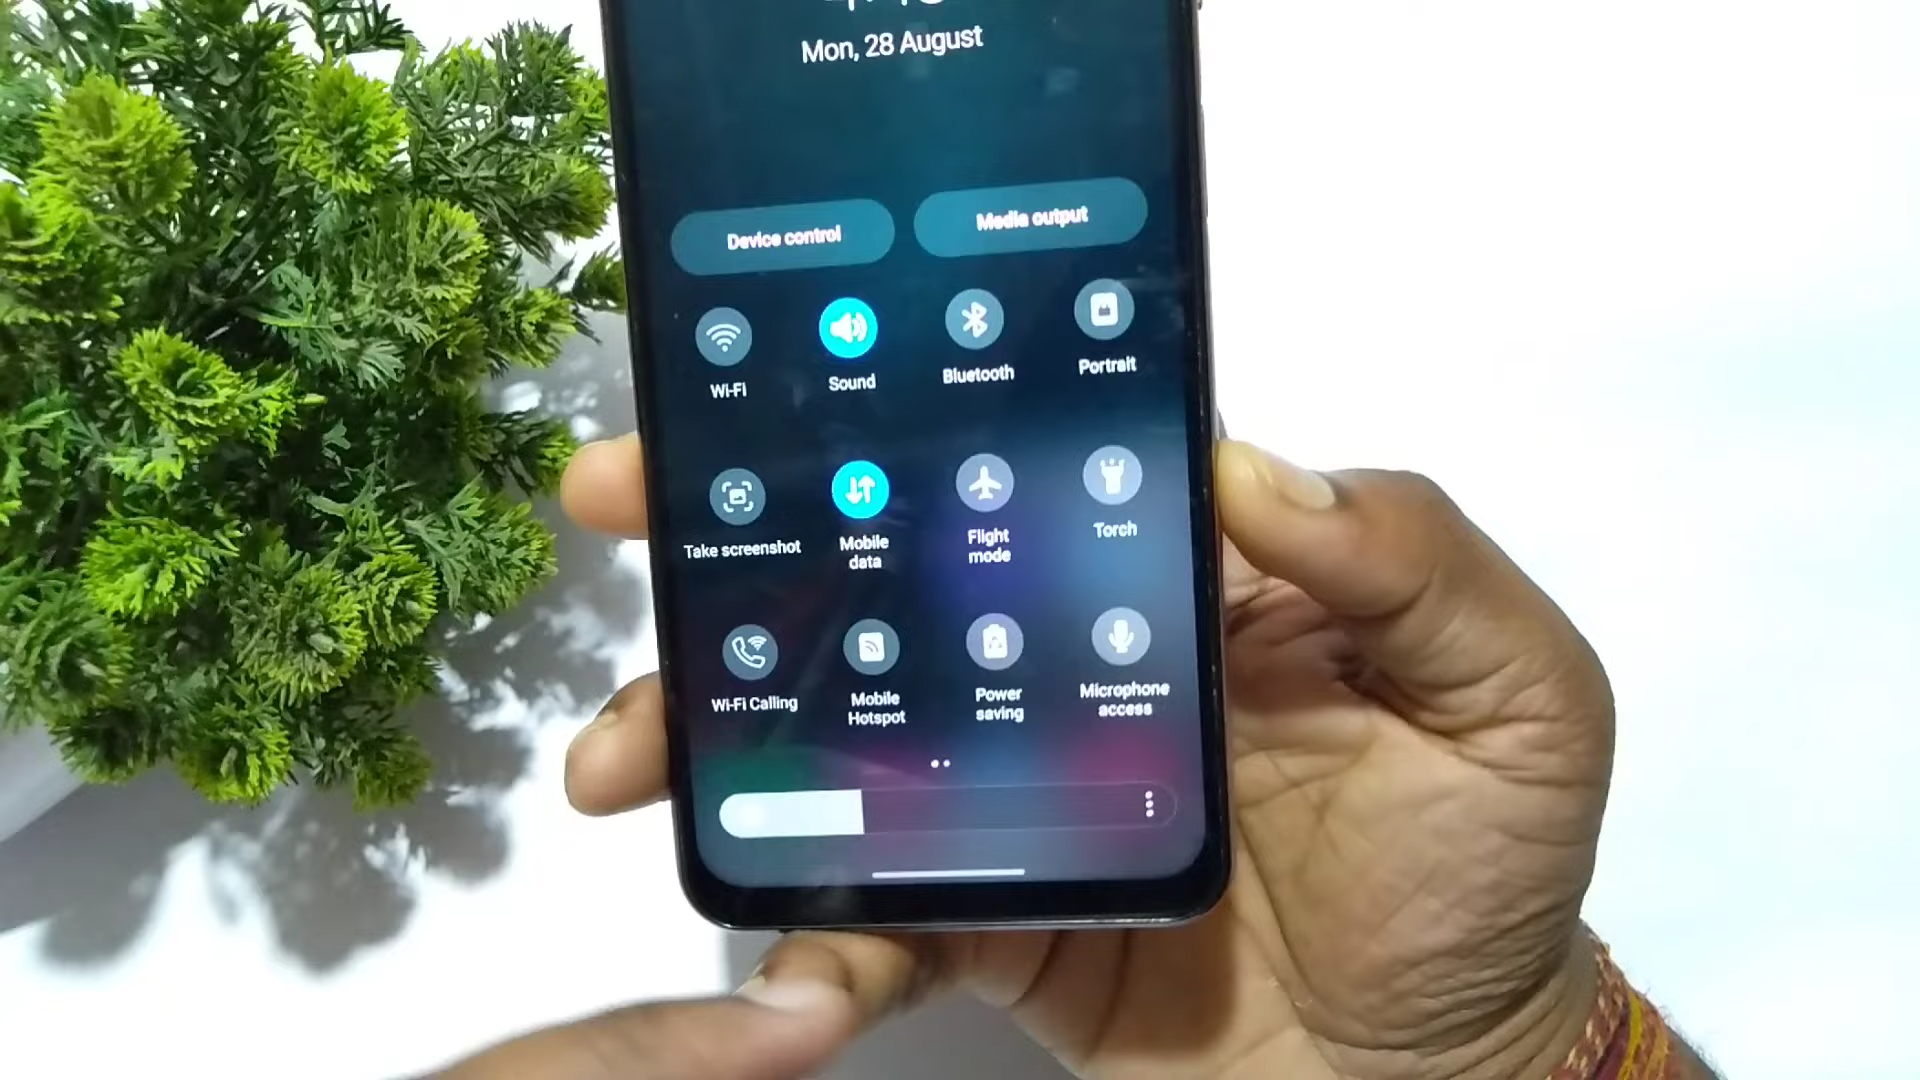 Mon, 28 August
Device control
Media output
Wi-Fi
Sound
Bluetooth
Portrait
Take screenshot
Mobile
data
Flight
mode
Torch
Wi-Fi Calling
Mobile
Hotspot
Power
saving
Microphone
access